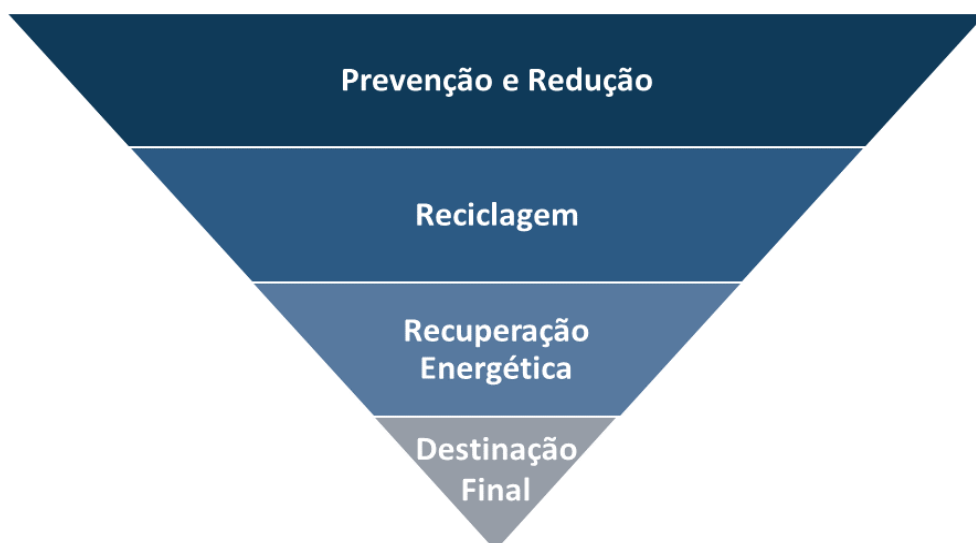 Prevenção e Redução
Reciclagem
Recuperação
Energética
Destinação
Final